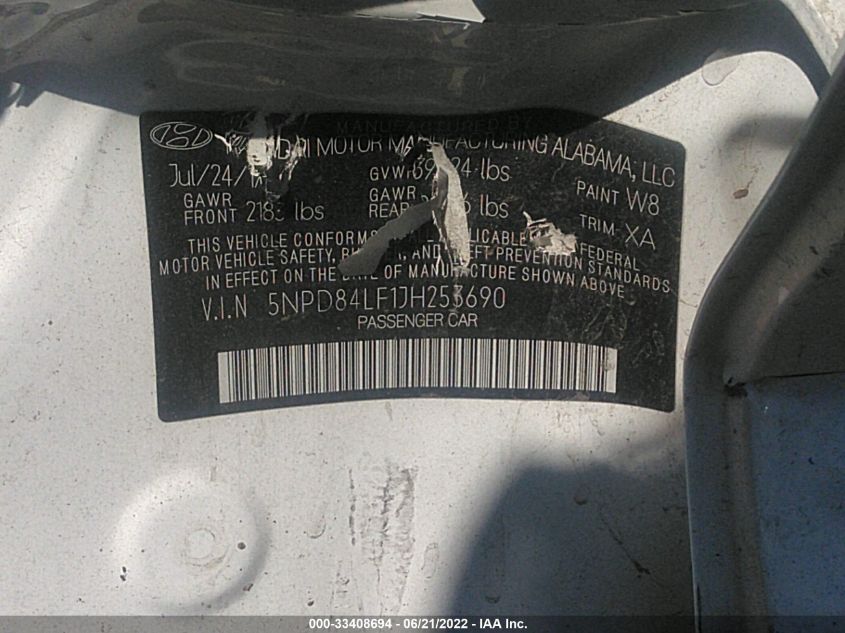 MANUFACTURED BY
MOTOR MANUFACTURING ALABAMA, LLC
Jul/24/ GVWR lbs PAINT W8
GAWR FRONT lbs GAWR REAR lbs TRIM XA
THIS VEHICLE CONFORMS APPLICABLE FEDERAL
MOTOR VEHICLE SAFETY, AND THEFT PREVENTION STANDARDS
IN EFFECT ON THE DATE OF MANUFACTURE SHOWN ABOVE
V.I.N 5NPD84LF1JH253690
PASSENGER CAR
000-33408694 - 06/21/2022 - IAA Inc.